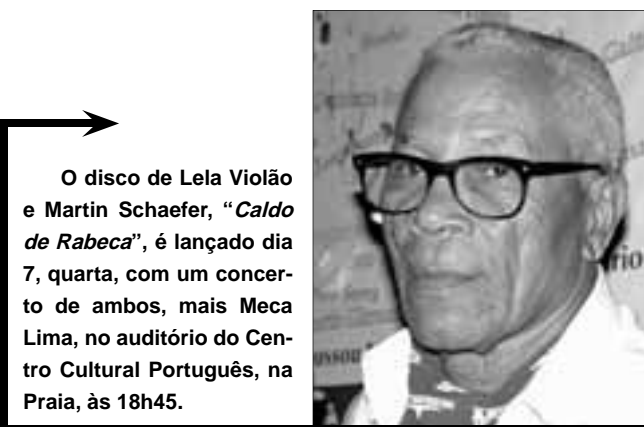 O disco de Lela Violão
e Martin Schaefer, “Caldo
de Rabeca”, é lançado dia
7, quarta, com um concer-
to de ambos, mais Meca
Lima, no auditório do Cen-
tro Cultural Português, na
Praia, às 18h45.
rio